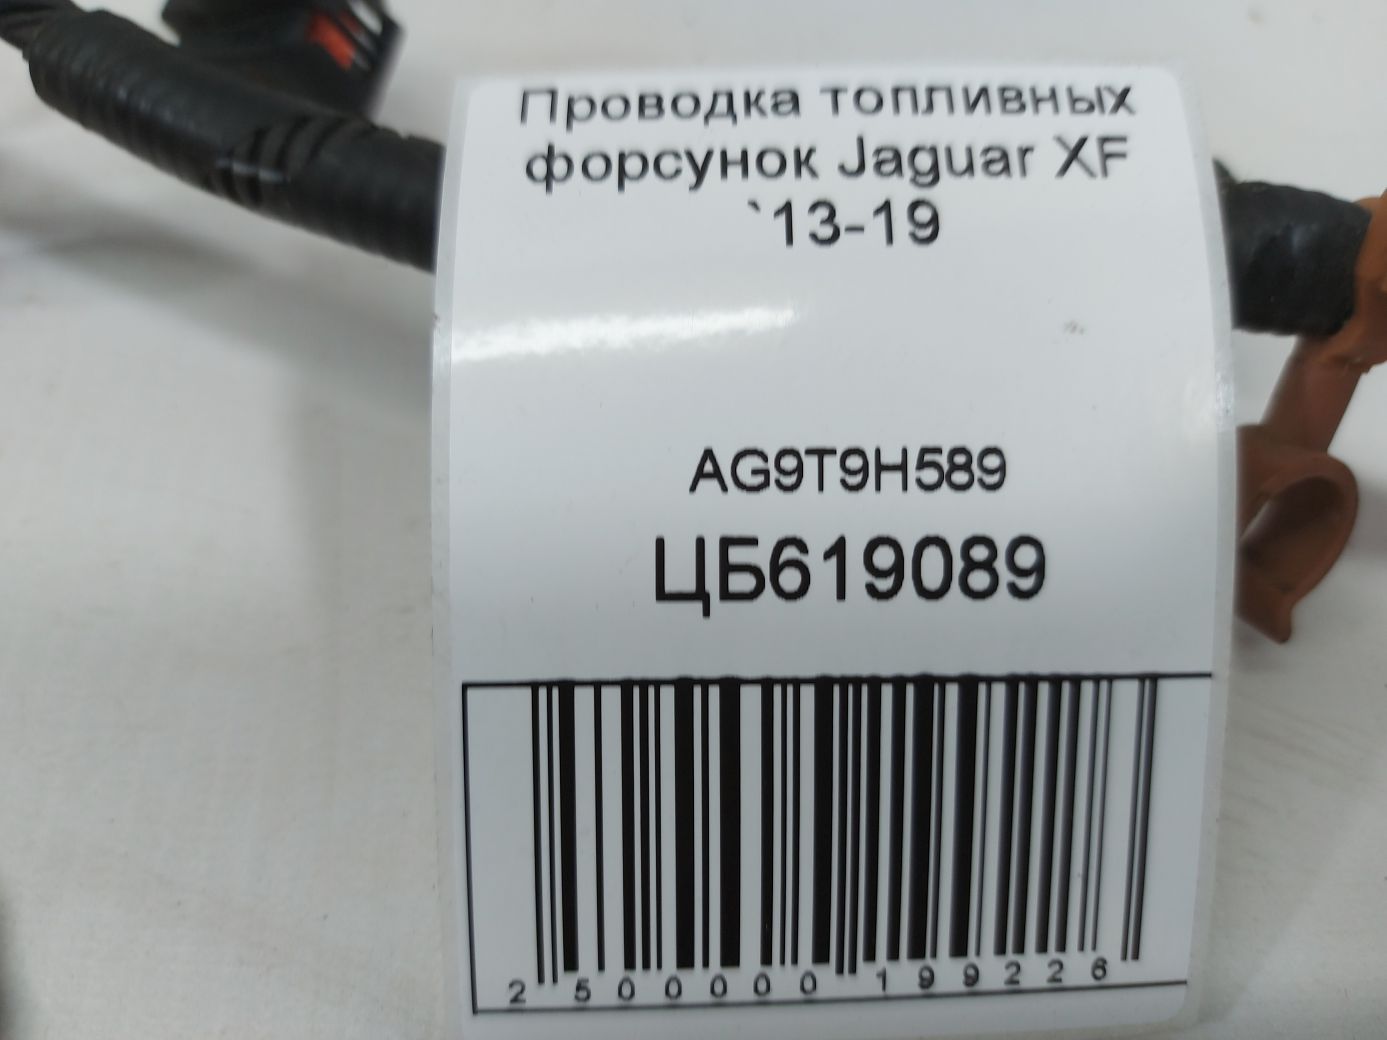 Проводка топливных
форсунок Jaguar XF
`13-19
AG9T9H589
ЦБ619089
2 500000 199226